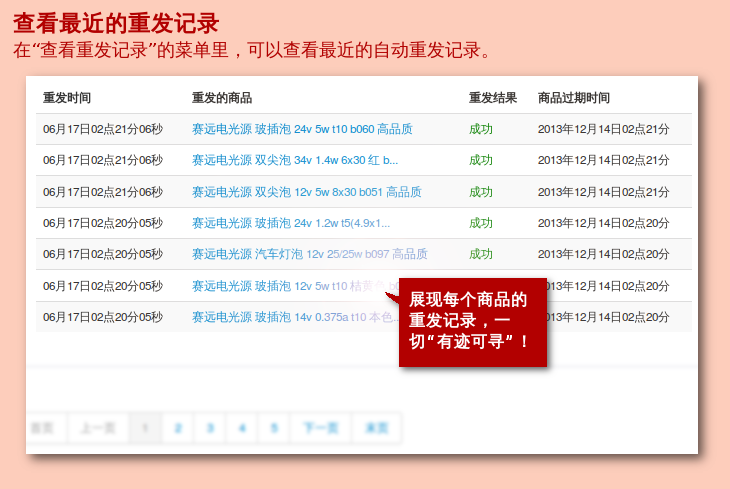 查看最近的重发记录
在“查看重发记录”的菜单里，可以查看最近的自动重发记录。
重发时间 重发的商品 重发结果 商品过期时间
06月17日02点21分06秒 赛远电光源 玻插泡 24v 5w t10 b060 高品质 成功 2013年12月14日02点21分
06月17日02点21分06秒 赛远电光源 双尖泡 34v 1.4w 6x30 红 b... 成功 2013年12月14日02点21分
06月17日02点21分06秒 赛远电光源 双尖泡 12v 5w 8x30 b051 高品质 成功 2013年12月14日02点21分
06月17日02点20分05秒 赛远电光源 玻插泡 24v 1.2w t5(4.9x1... 成功 2013年12月14日02点20分
06月17日02点20分05秒 赛远电光源 汽车灯泡 12v 25/25w b097 高品质 成功 2013年12月14日02点20分
06月17日02点20分05秒 赛远电光源 玻插泡 12v 5w t10 013年12月14日02点20分
06月17日02点20分05秒 赛远电光源 玻插泡 14v 0.375a t10 本色... 013年12月14日02点20分
展现每个商品的
重发记录，一
切“有迹可寻”！
首页 上一页 1 2 3 4 5 下一页 末页